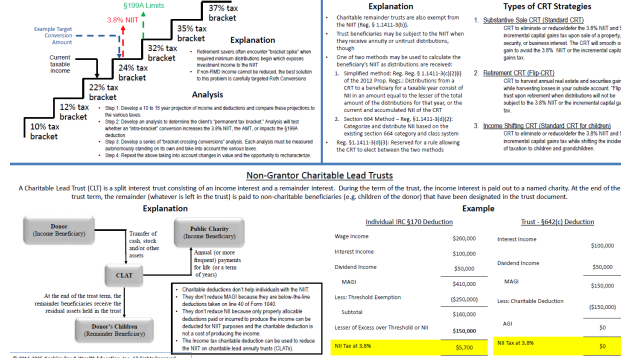 37% tax
bracket
§199A Limits
3.8% NIIT
35% tax
bracket
Example Target
Conversion
Amount
32% tax
bracket
Current
taxable
income
24% tax
bracket
22% tax
bracket
12% tax
bracket
10% tax
bracket
Explanation
• Retirement savers often encounter "bracket spikes" when
required minimum distributions begin which exposes
investment income to the NIIT
• If non-RMD income cannot be reduced, the best solution
to this problem is carefully targeted Roth Conversions
Analysis
• Step 1: Develop a 10 to 15 year projection of income and deductions and compare these projections to
the various tax rates.
• Step 2: Develop an analysis to determine the client's "permanent tax bracket." Analysis will test
whether an "intra-bracket" conversion increases the 3.8% NIIT, the AMT, or impacts the §199A
deduction
• Step 3: Develop a series of "bracket crossing conversions" analysis. Each analysis must be measured
autonomously standing on its own and take into account the various taxes.
• Step 4: Repeat the above taking into account changes in value and the opportunity to recharacterize.
Explanation
• Charitable remainder trusts are also exempt from
the NIIT (Reg. § 1.1411-3(b)).
• Trust beneficiaries may be subject to the NIIT when
they receive annuity or unitrust distributions,
though
• One of two methods may be used to calculate the
beneficiary's NIIT as distributions are received:
1. Simplified method: Reg. § 1.1411-3(c)(2)(i)
of the 2012 Prop. Regs.: Distributions from a
CRT to a beneficiary for a taxable year consist of
NII in an amount equal to the lesser of the total
amount of the distributions for that year, or the
current and accumulated NII of the CRT
2. Section 664 Method – Reg. §1.1411-3(d)(2):
Categorize and distribute NII based on the
existing section 664 category and class system
• Reg. §1.1411-3(d)(3): Reserved for a rule allowing
the CRT to elect between the two methods
Types of CRT Strategies
1. Substantive Sale CRT (Standard CRT)
CRT to eliminate or reduce/defer the 3.8% NIIT and
incremental capital gains tax upon sale of a property,
security, or business interest. The CRT will smooth
gain to avoid the 3.8% NIIT or the incremental capital
gains tax.
2. Retirement CRT (Flip-CRT)
CRT to harvest annual real estate and securities gain
while harvesting losses in your outside account. "Flip"
trust upon retirement when distributions will not be
subject to the 3.8% NIIT or the incremental capital
tax.
3. Income Shifting CRT (Standard CRT for children)
CRT to eliminate or reduce/defer the 3.8% NIIT and
incremental capital gains tax while shifting the incidence
of taxation to children and grandchildren.
Non-Grantor Charitable Lead Trusts
A Charitable Lead Trust (CLT) is a split interest trust consisting of an income interest and a remainder interest. During the term of the trust, the income interest is paid out to a named charity. At the end of the
trust term, the remainder (whatever is left in the trust) is paid to non-charitable beneficiaries (e.g. children of the donor) that have been designated in the trust document.
Explanation
Donor
(Income Beneficiary)
Public Charity
(Income Beneficiary)
Transfer of
cash, stock
and/or other
assets
Annual (or more
frequent) payments
for life (or a term
of years)
CLAT
At the end of the trust term, the
remainder beneficiaries receive the
residual assets held in the trust
Donor's Children
(Remainder Beneficiary)
• Charitable deductions don't help individuals with the NIIT.
• They don't reduce MAGI because they are below-the-line
deductions taken on line 40 of Form 1040.
• They don't reduce NII because only properly allocable
deductions paid or incurred to produce the income can be
deducted for NIIT purposes and the charitable deduction is
not a cost of producing the income.
• The income tax charitable deduction can be used to reduce
the NIIT on charitable lead annuity trusts (CLATs).
Example
Individual IRC §170 Deduction
Wage Income $260,000
Interest Income $100,000
Dividend Income $50,000
MAGI $410,000
Less: Threshold Exemption ($250,000)
Subtotal $160,000
Lesser of Excess over Threshold or NII $150,000
NII Tax at 3.8% $5,700
Trust - §642(c) Deduction
Interest Income $100,000
Dividend Income $50,000
MAGI $150,000
Less: Charitable Deduction ($150,000)
AGI $0
NII Tax at 3.8% $0